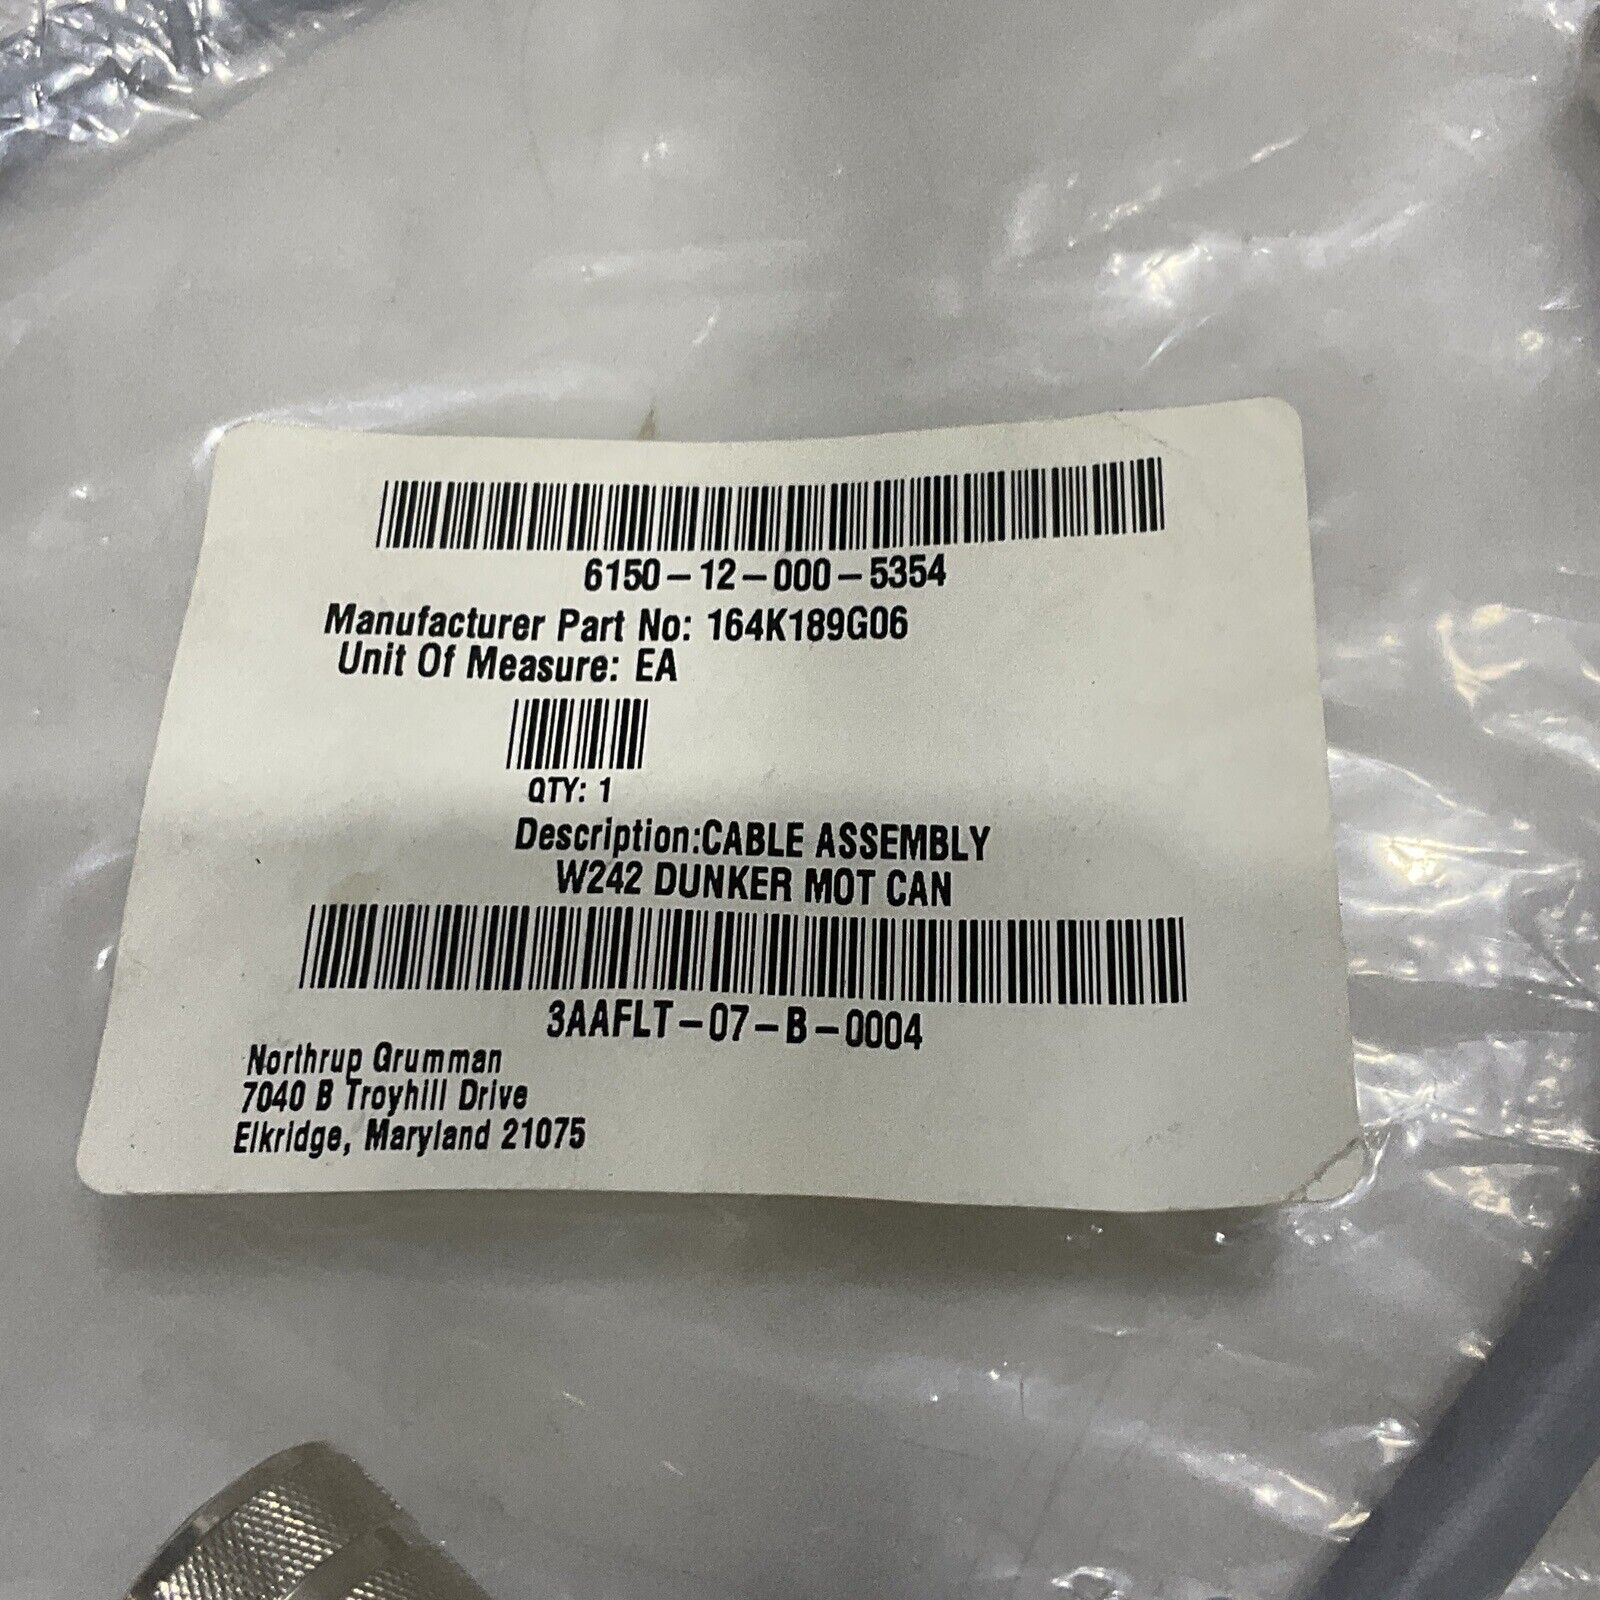 6150-12-000-5354
Manufacturer Part No: 164K189G06
Unit Of Measure: EA
QTY: 1
Description:CABLE ASSEMBLY
W242 DUNKER MOT CAN
3AAFLT-07-B-0004
Northrup Grumman
7040 B Troyhill Drive
Elkridge, Maryland 21075